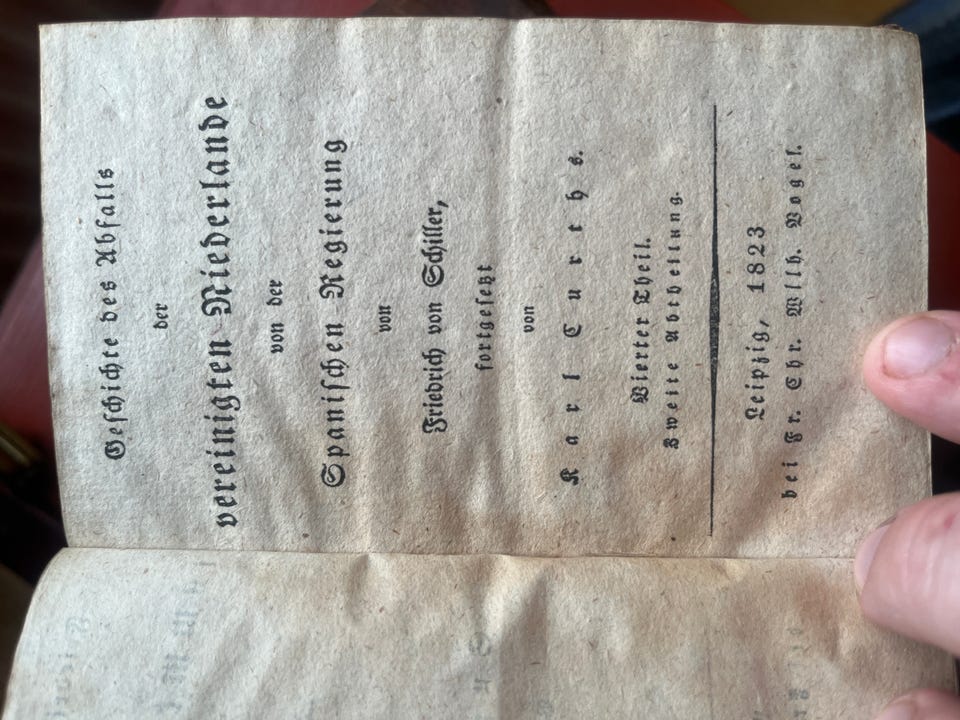 Geſchichte des Abfalls
der
vereinigten Niederlande
von der
Spaniſchen Regierung
von
Friedrich von Schiller,
fortgeſetzt
von
Karl Curths.
Vierter Theil.
Zweite Abtheilung.
Leipzig, 1823
bei Fr. Chr. Wilh. Vogel.